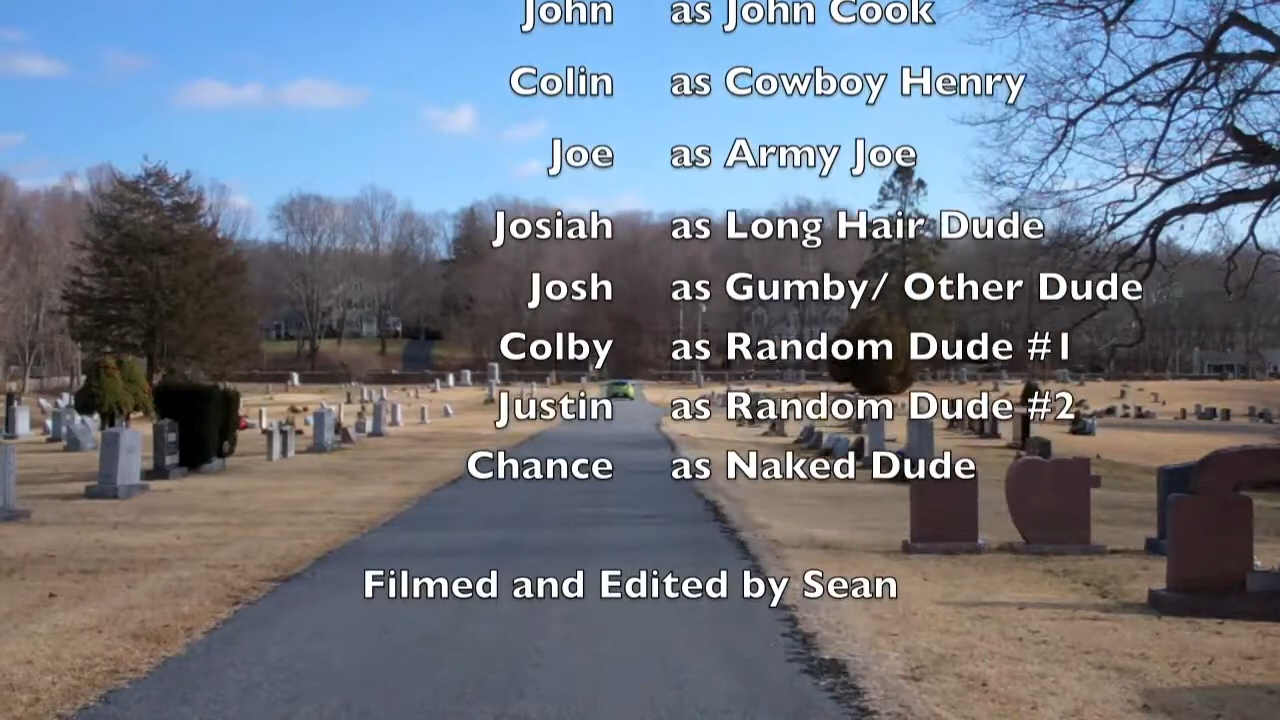 John as John Cook
Colin as Cowboy Henry
Joe as Army Joe
Josiah as Long Hair Dude
Josh as Gumby/ Other Dude
Colby as Random Dude #1
Justin as Random Dude #2
Chance as Naked Dude
Filmed and Edited by Sean